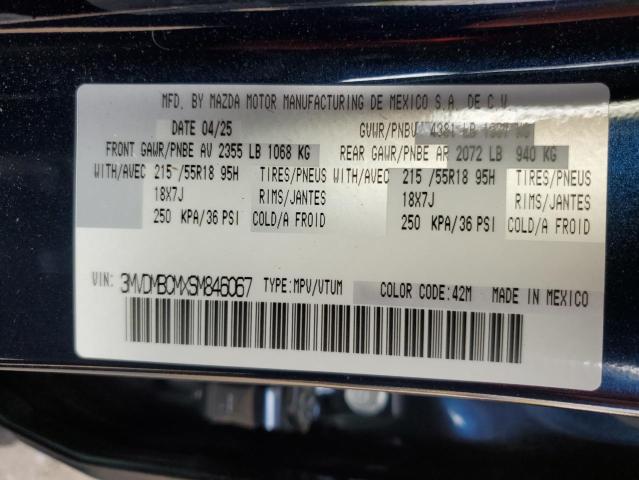 MFD. BY MAZDA MOTOR MANUFACTURING DE MEXICO S.A. DE C.V.
DATE 04/25 GVWR/PNBV 4381 LB KG
FRONT GAWR/PNBE AV 2355 LB 1068 KG REAR GAWR/PNBE AR 2072 LB 940 KG
WITH/AVEC 215 /55R18 95H TIRES/PNEUS WITH/AVEC 215 /55R18 95H TIRES/PNEUS
18X7J RIMS/JANTES 18X7J RIMS/JANTES
250 KPA/36 PSI COLD/A FROID 250 KPA/36 PSI COLD/A FROID
VIN: 3MVDMBCMXSM846067 TYPE:MPV/VTUM COLOR CODE:42M MADE IN MEXICO